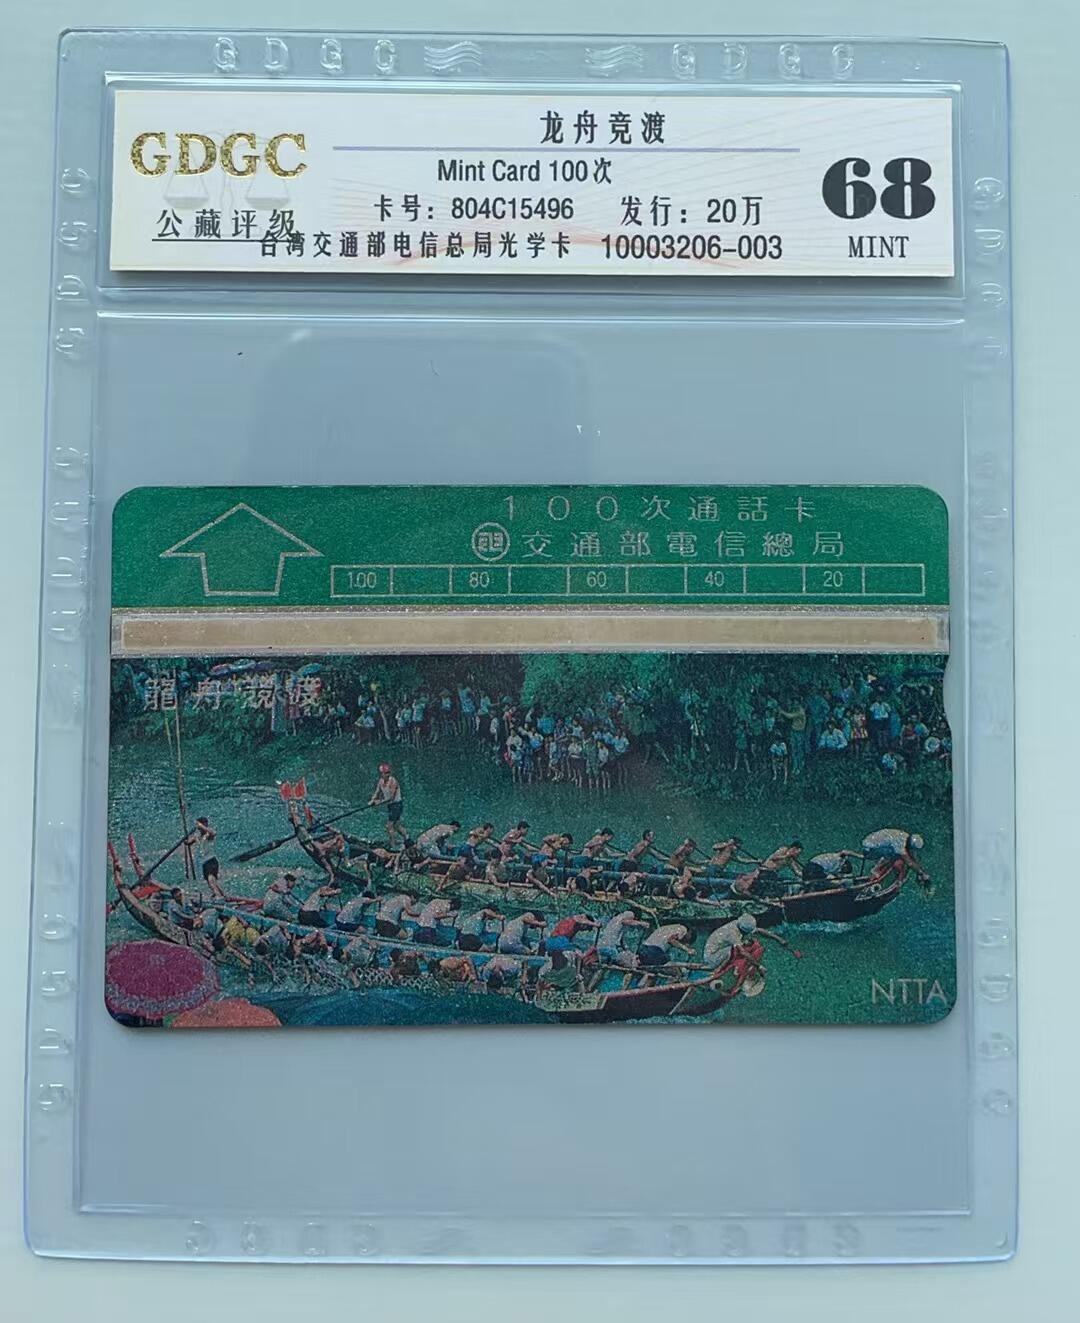 GDGC
GDGC
GDGC
公藏评级
龙舟竞渡
Mint Card 100次
卡号：804C15496 发行：20万
台湾交通部电信总局光学卡 10003206-003
68
MINT
100次通話卡
交通部電信總局
100 80 60 40 20
龍舟競渡
NTTA